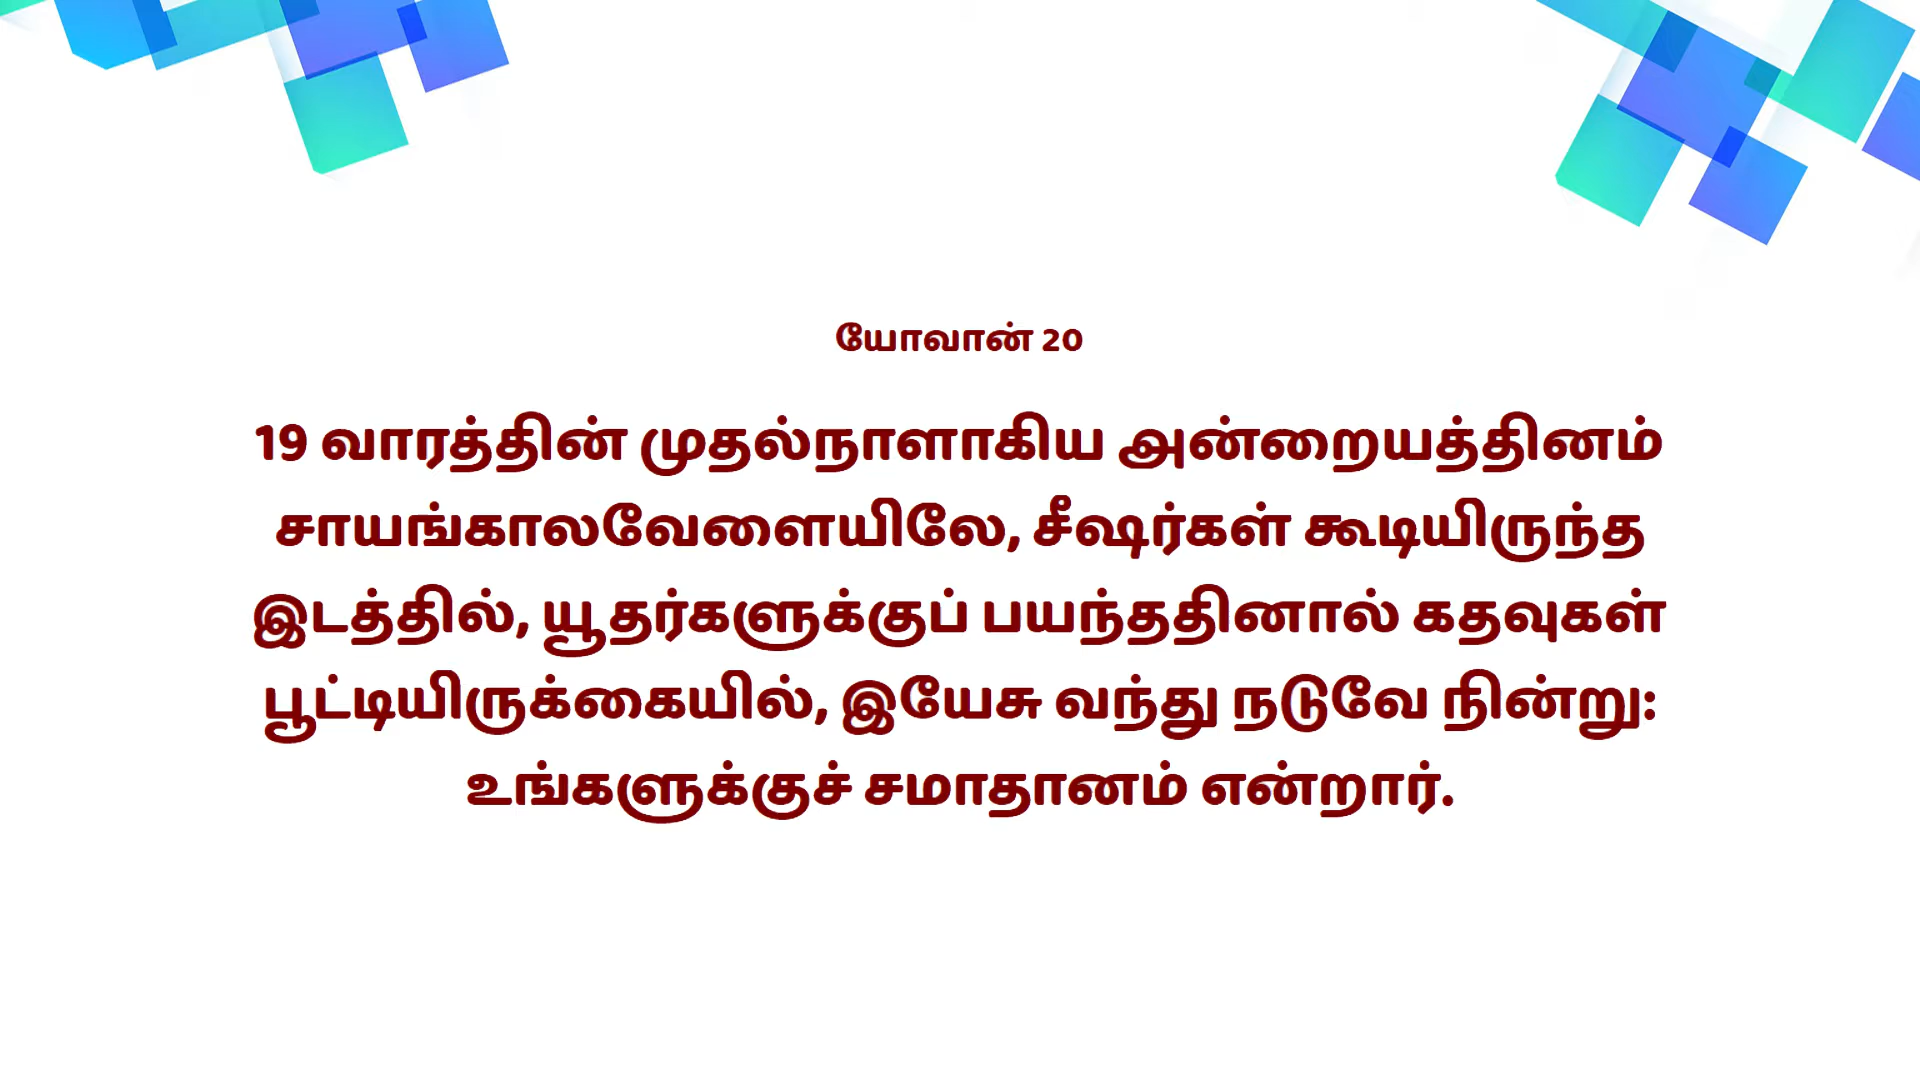 யோவான் 20
19 வாரத்தின் முதல்நாளாகிய அன்றையத்தினம்
சாயங்காலவேளையிலே, சீஷர்கள் கூடியிருந்த
இடத்தில், யூதர்களுக்குப் பயந்ததினால் கதவுகள்
பூட்டியிருக்கையில், இயேசு வந்து நடுவே நின்று:
உங்களுக்குச் சமாதானம் என்றார்.